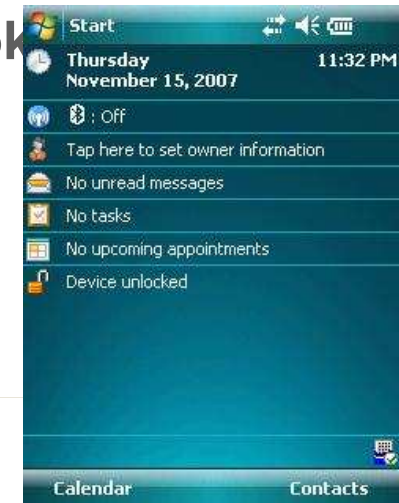 ok
Start
Thursday 11:32 PM
November 15, 2007
: Off
Tap here to set owner information
No unread messages
No tasks
No upcoming appointments
Device unlocked
Calendar Contacts